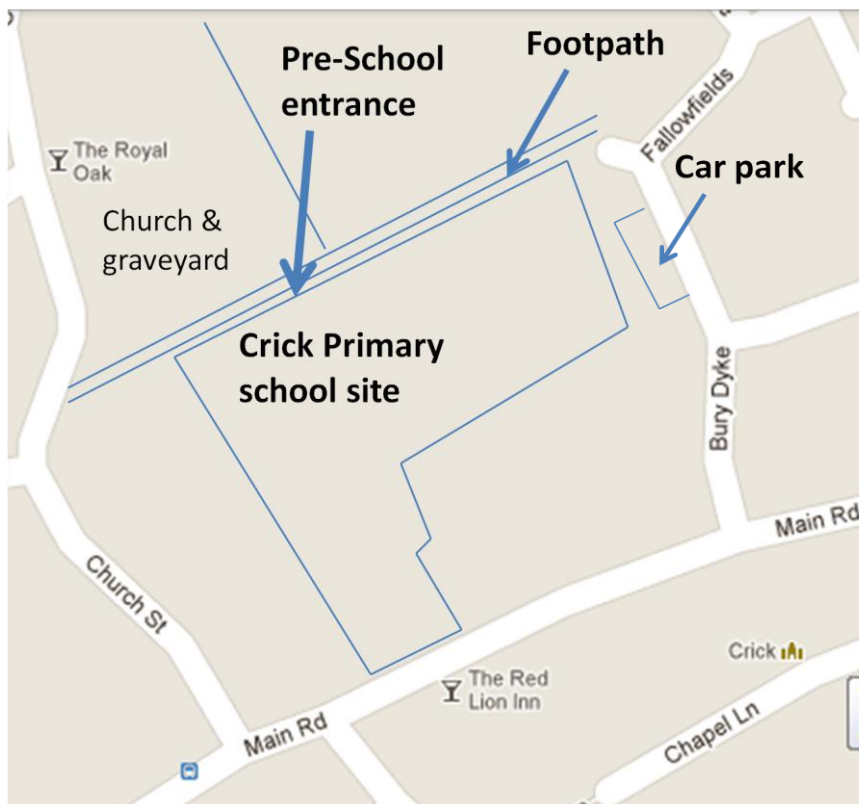 Footpath
Pre-School
entrance
Fallowfields
The Royal
Oak
Car park
Church &
graveyard
Crick Primary
school site
Bury Dyke
Main Rd
Church St
Crick
The Red
Lion Inn
Main Rd
Chapel Ln